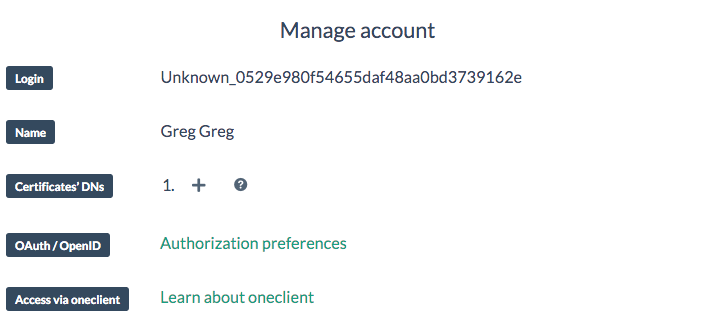 Manage account
Login Unknown_0529e980f54655daf48aa0bd3739162e
Name Greg Greg
Certificates' DNs 1. + ?
OAuth / OpenID Authorization preferences
Access via oneclient Learn about oneclient